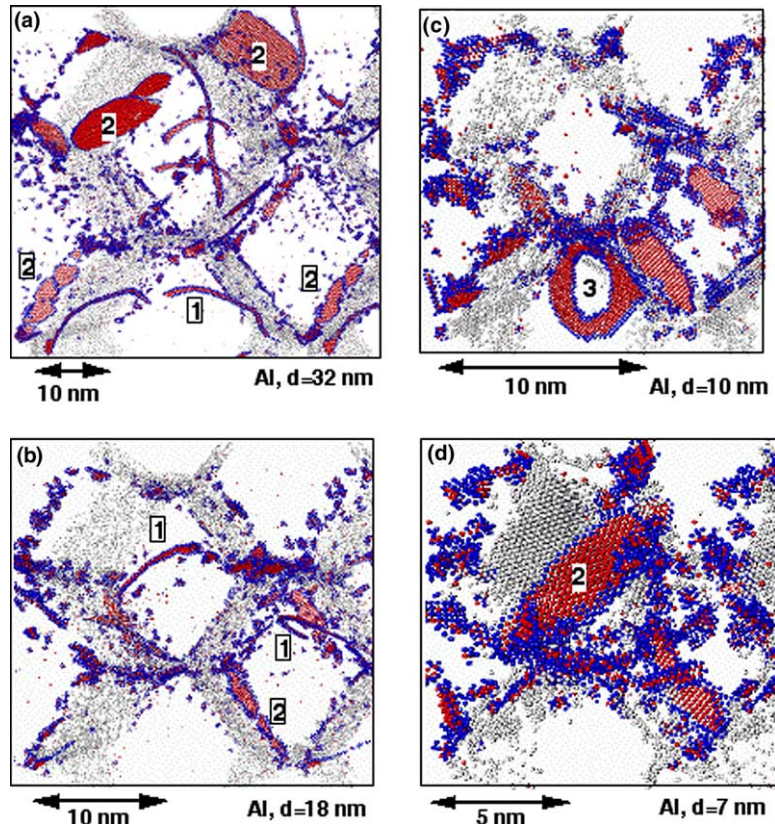 (a)
2
2
2
2
1
10 nm
Al, d=32 nm
(c)
3
10 nm
Al, d=10 nm
(b)
1
1
2
10 nm
Al, d=18 nm
(d)
2
5 nm
Al, d=7 nm